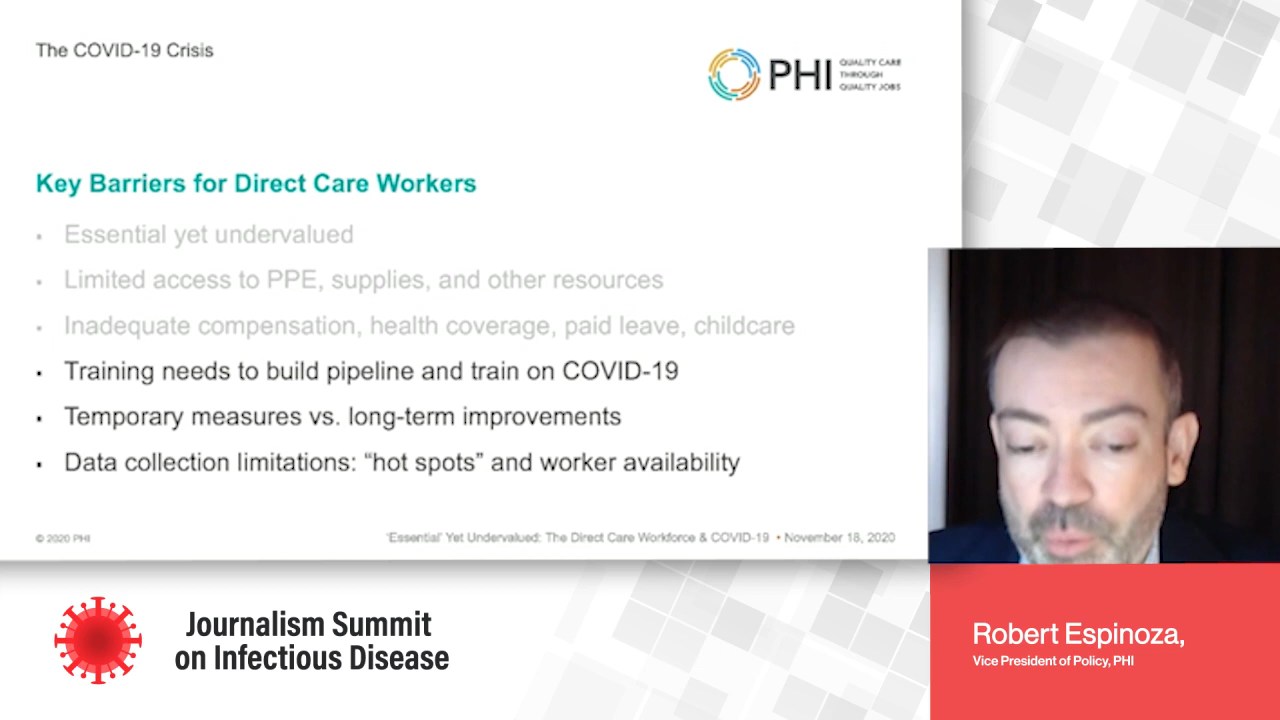 The COVID-19 Crisis
PHI
QUALITY CARE
THROUGH
QUALITY JOBS
Key Barriers for Direct Care Workers
▪ Essential yet undervalued
▪ Limited access to PPE, supplies, and other resources
▪ Inadequate compensation, health coverage, paid leave, childcare
▪ Training needs to build pipeline and train on COVID-19
▪ Temporary measures vs. long-term improvements
▪ Data collection limitations: “hot spots” and worker availability
© 2020 PHI
‘Essential’ Yet Undervalued: The Direct Care Workforce & COVID-19 • November 18, 2020
Journalism Summit
on Infectious Disease
Robert Espinoza,
Vice President of Policy, PHI